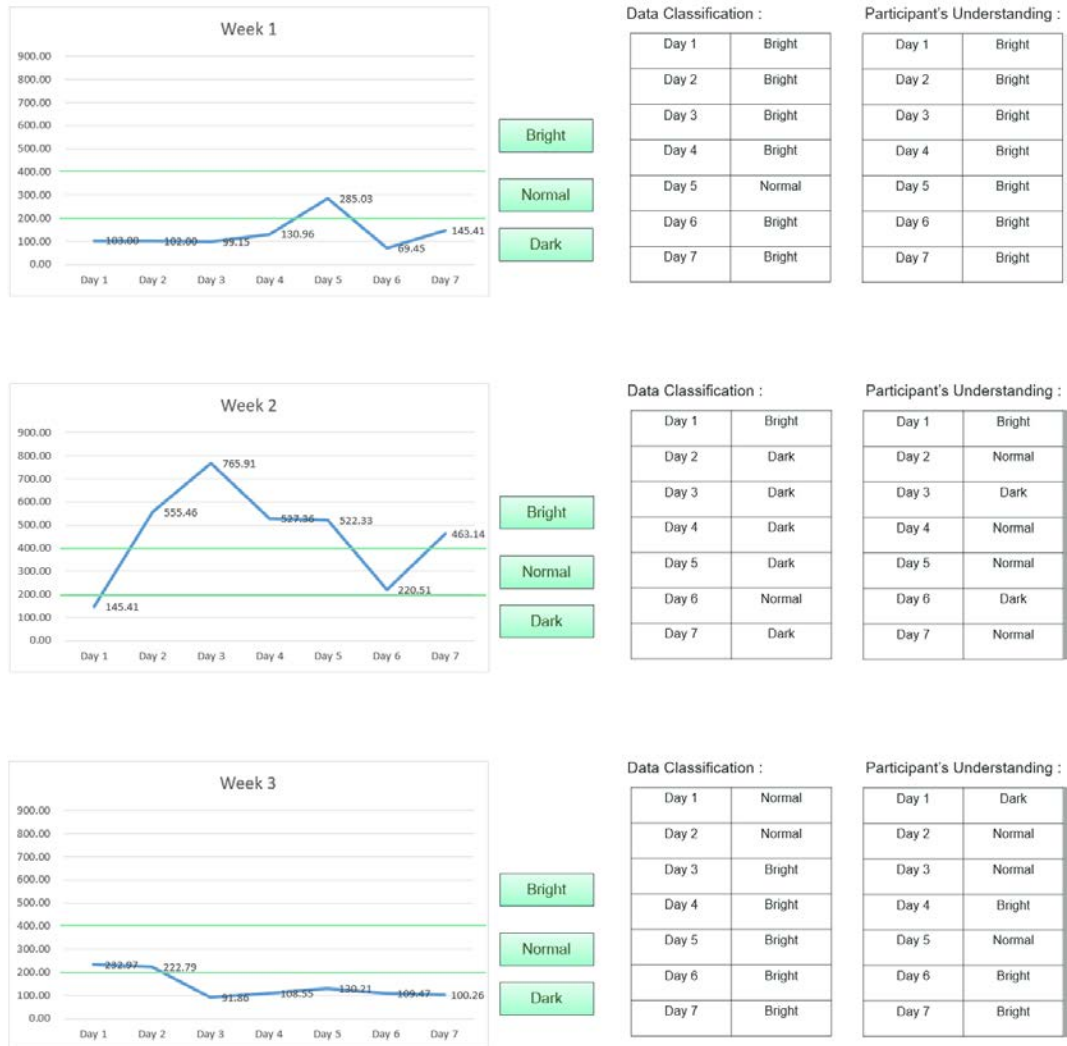 Data Classification :
Participant's Understanding :
Week 1
900.00
800.00
700.00
600.00
500.00
400.00
300.00
200.00
100.00
0.00
103.00
102.00
99.15
130.96
285.03
69.45
145.41
Day 1 Day 2 Day 3 Day 4 Day 5 Day 6 Day 7
Bright
Normal
Dark
Day 1 Bright
Day 2 Bright
Day 3 Bright
Day 4 Bright
Day 5 Normal
Day 6 Bright
Day 7 Bright
Day 1 Bright
Day 2 Bright
Day 3 Bright
Day 4 Bright
Day 5 Bright
Day 6 Bright
Day 7 Bright
Data Classification :
Participant's Understanding :
Week 2
900.00
800.00
700.00
600.00
500.00
400.00
300.00
200.00
100.00
0.00
145.41
555.46
765.91
527.36
522.33
220.51
463.14
Day 1 Day 2 Day 3 Day 4 Day 5 Day 6 Day 7
Bright
Normal
Dark
Day 1 Bright
Day 2 Dark
Day 3 Dark
Day 4 Dark
Day 5 Dark
Day 6 Normal
Day 7 Dark
Day 1 Bright
Day 2 Normal
Day 3 Dark
Day 4 Normal
Day 5 Normal
Day 6 Dark
Day 7 Normal
Data Classification :
Participant's Understanding :
Week 3
900.00
800.00
700.00
600.00
500.00
400.00
300.00
200.00
100.00
0.00
232.97
222.79
91.86
108.55
130.21
109.47
100.26
Day 1 Day 2 Day 3 Day 4 Day 5 Day 6 Day 7
Bright
Normal
Dark
Day 1 Normal
Day 2 Normal
Day 3 Bright
Day 4 Bright
Day 5 Bright
Day 6 Bright
Day 7 Bright
Day 1 Dark
Day 2 Normal
Day 3 Normal
Day 4 Bright
Day 5 Normal
Day 6 Bright
Day 7 Bright